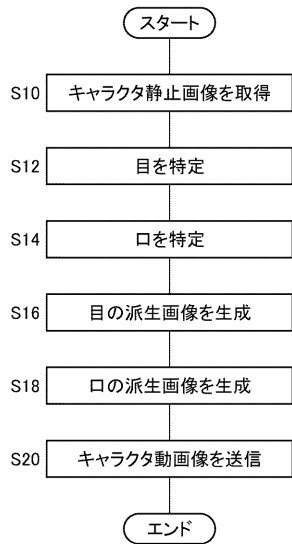 スタート
S10 キャラクタ静止画像を取得
S12 目を特定
S14 口を特定
S16 目の派生画像を生成
S18 口の派生画像を生成
S20 キャラクタ動画像を送信
エンド